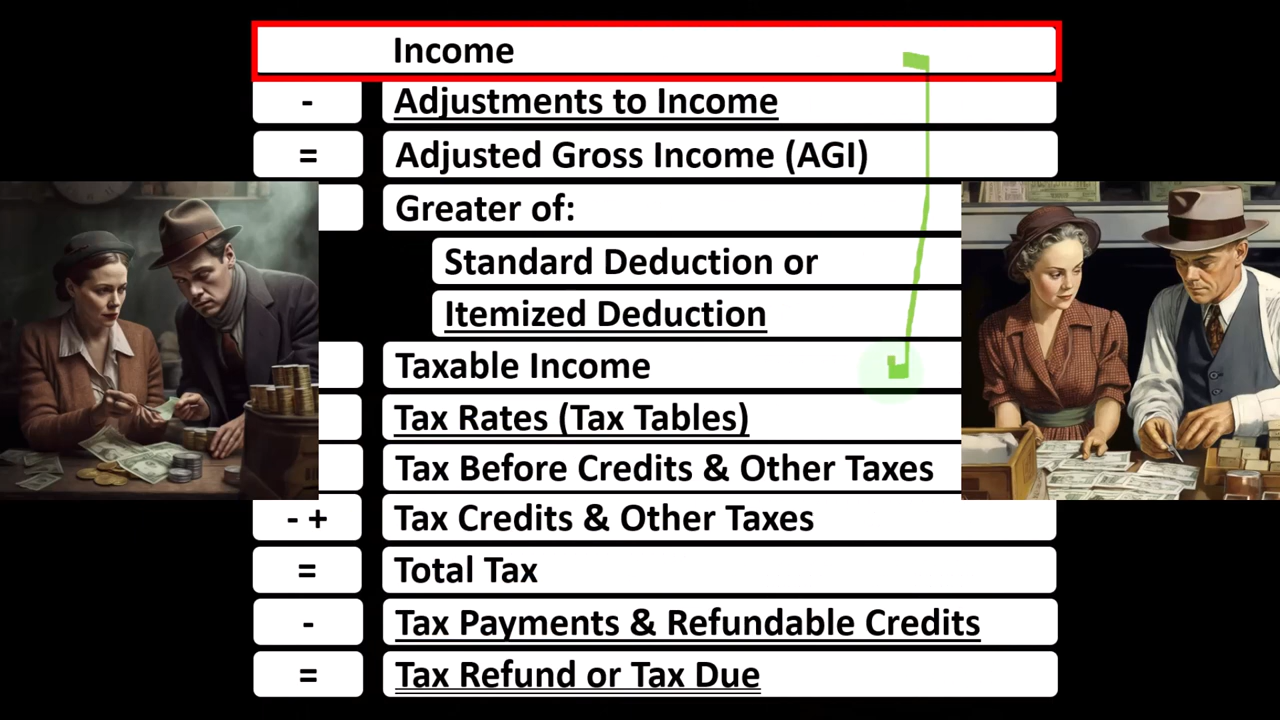 Income
- Adjustments to Income
= Adjusted Gross Income (AGI)
Greater of:
Standard Deduction or
Itemized Deduction
Taxable Income
Tax Rates (Tax Tables)
Tax Before Credits & Other Taxes
- + Tax Credits & Other Taxes
= Total Tax
- Tax Payments & Refundable Credits
= Tax Refund or Tax Due